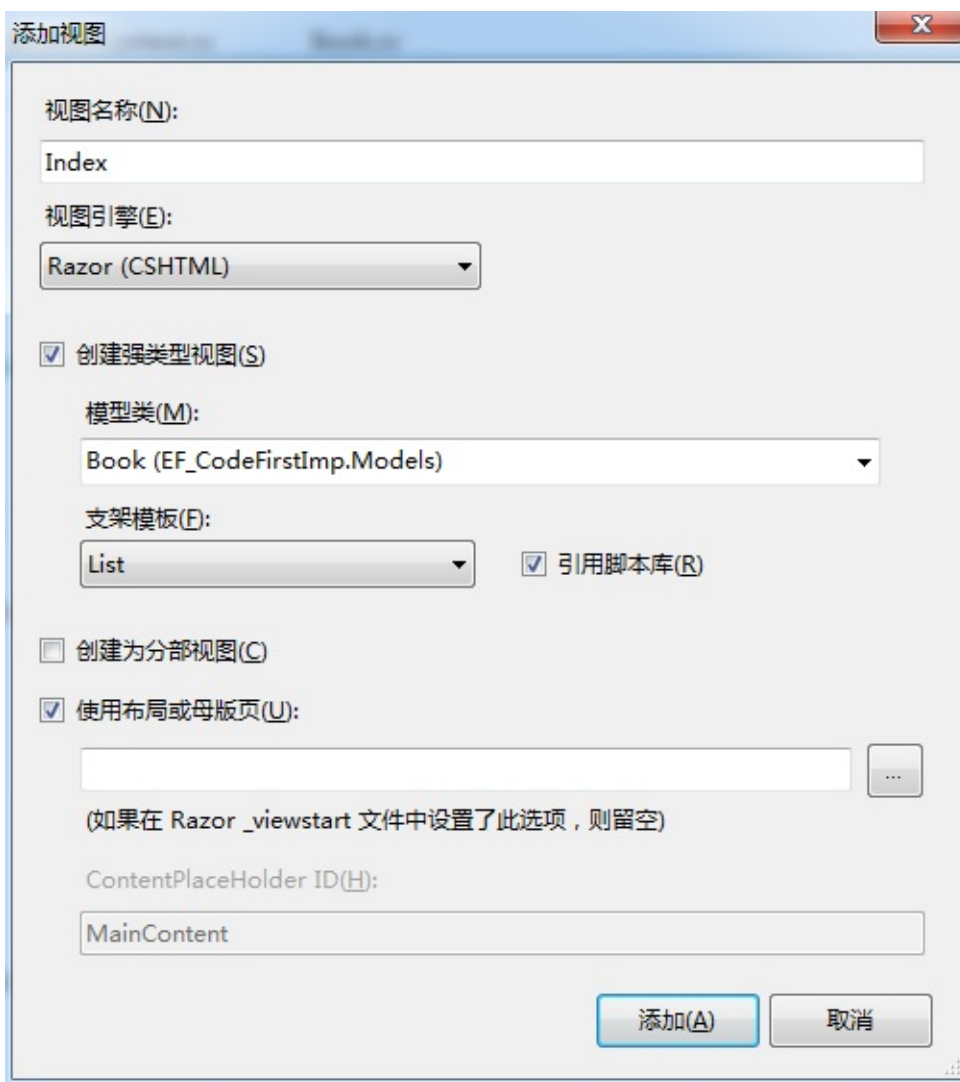 添加视图
视图名称(N):
Index
视图引擎(E):
Razor (CSHTML)
创建强类型视图(S)
模型类(M):
Book (EF_CodeFirstImp.Models)
支架模板(F):
List
引用脚本库(R)
创建为分部视图(C)
使用布局或母版页(U):
...
(如果在 Razor _viewstart 文件中设置了此选项，则留空)
ContentPlaceHolder ID(H):
MainContent
添加(A)
取消